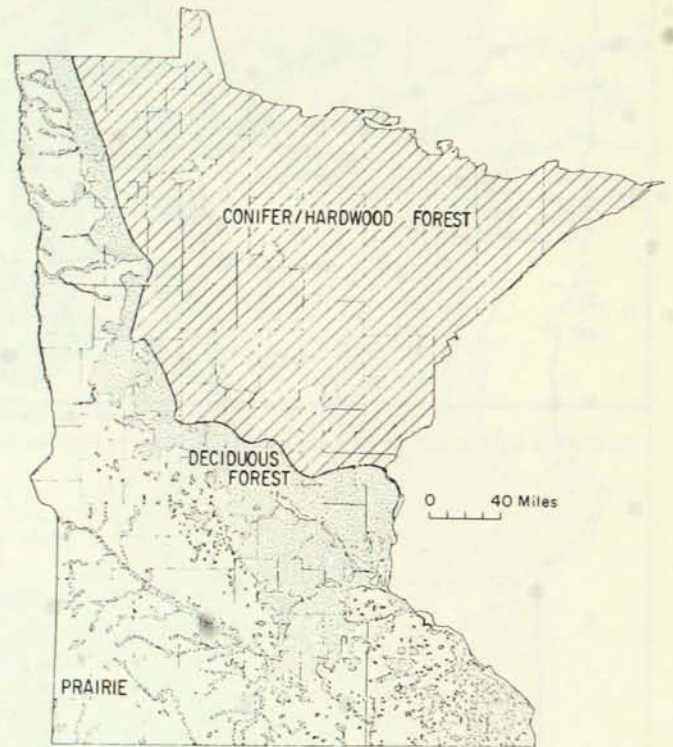 CONIFER/HARDWOOD FOREST
DECIDUOUS
FOREST
0 40 Miles
PRAIRIE